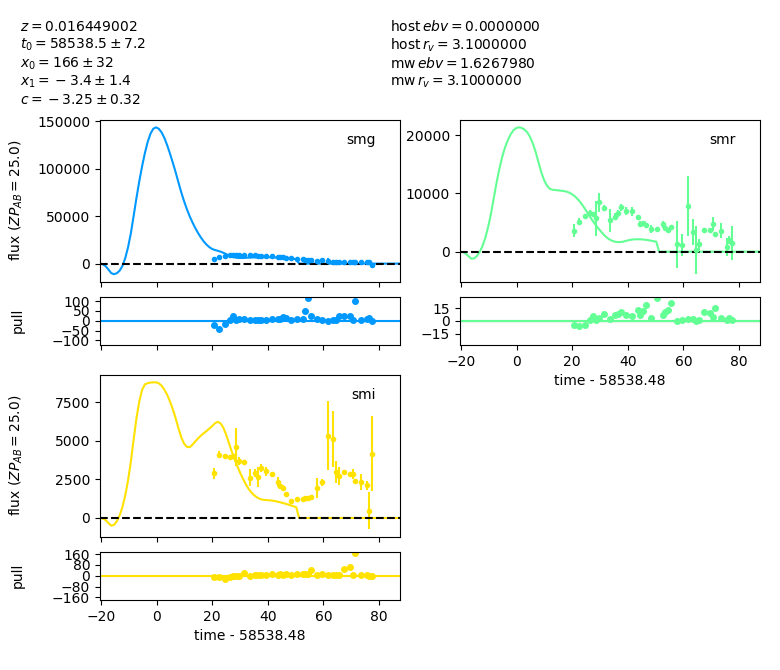 z = 0.016449002
t0 = 58538.5 ± 7.2
x0 = 166 ± 32
x1 = −3.4 ± 1.4
c = −3.25 ± 0.32
host ebv = 0.0000000
host rv = 3.1000000
mw ebv = 1.6267980
mw rv = 3.1000000
150000
100000
50000
0
flux (ZPAB = 25.0)
smg
20000
10000
0
smr
100
50
0
−50
−100
pull
15
0
−15
−20
0
20
40
60
80
time - 58538.48
7500
5000
2500
0
flux (ZPAB = 25.0)
smi
160
80
0
−80
−160
pull
−20
0
20
40
60
80
time - 58538.48